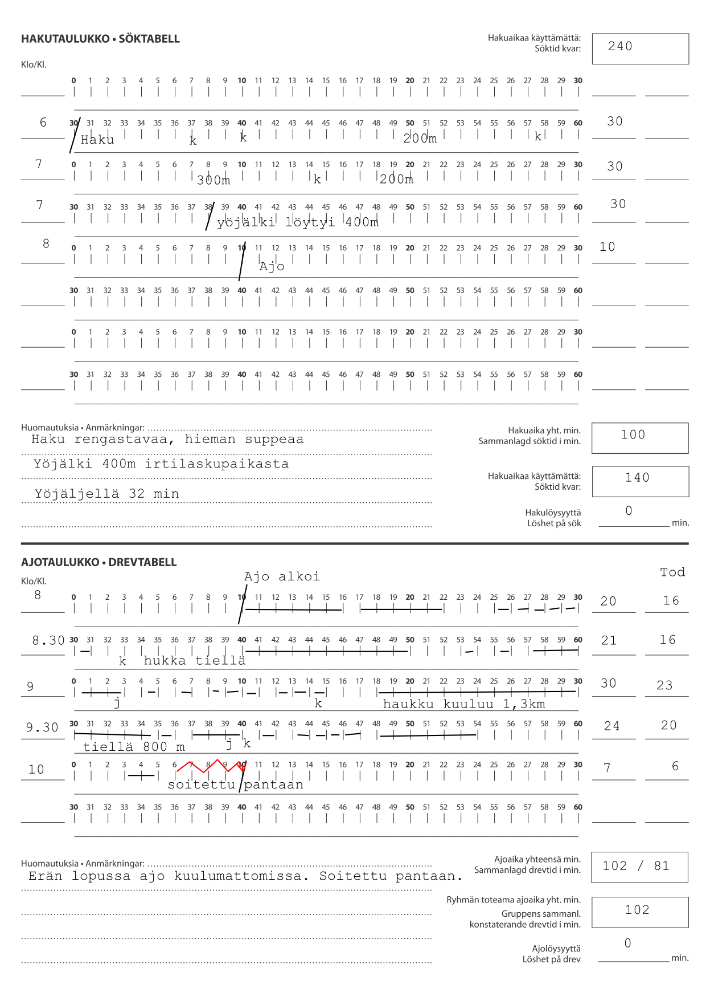 HAKUTAULUKKO • SÖKTABELL
Hakuaikaa käyttämättä:
Söktid kvar:
240
Klo/Kl.
0 1 2 3 4 5 6 7 8 9 10 11 12 13 14 15 16 17 18 19 20 21 22 23 24 25 26 27 28 29 30
6 30 31 32 33 34 35 36 37 38 39 40 41 42 43 44 45 46 47 48 49 50 51 52 53 54 55 56 57 58 59 60 30
Haku k k 200m k
7 0 1 2 3 4 5 6 7 8 9 10 11 12 13 14 15 16 17 18 19 20 21 22 23 24 25 26 27 28 29 30 30
300m k 200m
7 30 31 32 33 34 35 36 37 38 39 40 41 42 43 44 45 46 47 48 49 50 51 52 53 54 55 56 57 58 59 60 30
yöjälki löytyi 400m
8 0 1 2 3 4 5 6 7 8 9 10 11 12 13 14 15 16 17 18 19 20 21 22 23 24 25 26 27 28 29 30 10
Ajo
30 31 32 33 34 35 36 37 38 39 40 41 42 43 44 45 46 47 48 49 50 51 52 53 54 55 56 57 58 59 60
0 1 2 3 4 5 6 7 8 9 10 11 12 13 14 15 16 17 18 19 20 21 22 23 24 25 26 27 28 29 30
30 31 32 33 34 35 36 37 38 39 40 41 42 43 44 45 46 47 48 49 50 51 52 53 54 55 56 57 58 59 60
Huomautuksia • Anmärkningar:
Haku rengastavaa, hieman suppeaa
Yöjälki 400m irtilaskupaikasta
Yöjäljellä 32 min
Hakuaika yht. min.
Sammanlagd söktid i min.
100
Hakuaikaa käyttämättä:
Söktid kvar:
140
Hakulöysyyttä
Löshet på sök
0 min.
AJOTAULUKKO • DREVTABELL
Klo/Kl.
Ajo alkoi
Tod
8 0 1 2 3 4 5 6 7 8 9 10 11 12 13 14 15 16 17 18 19 20 21 22 23 24 25 26 27 28 29 30 20 16
8.30 30 31 32 33 34 35 36 37 38 39 40 41 42 43 44 45 46 47 48 49 50 51 52 53 54 55 56 57 58 59 60 21 16
k hukka tiellä
9 0 1 2 3 4 5 6 7 8 9 10 11 12 13 14 15 16 17 18 19 20 21 22 23 24 25 26 27 28 29 30 30 23
j k haukku kuuluu 1,3km
9.30 30 31 32 33 34 35 36 37 38 39 40 41 42 43 44 45 46 47 48 49 50 51 52 53 54 55 56 57 58 59 60 24 20
tiellä 800 m j k
10 0 1 2 3 4 5 6 7 8 9 10 11 12 13 14 15 16 17 18 19 20 21 22 23 24 25 26 27 28 29 30 7 6
soitettu pantaan
30 31 32 33 34 35 36 37 38 39 40 41 42 43 44 45 46 47 48 49 50 51 52 53 54 55 56 57 58 59 60
Huomautuksia • Anmärkningar:
Erän lopussa ajo kuulumattomissa. Soitettu pantaan.
Ajoaika yhteensä min.
Sammanlagd drevtid i min.
102 / 81
Ryhmän toteama ajoaika yht. min.
Gruppens sammanl.
konstaterande drevtid i min.
102
Ajolöysyyttä
Löshet på drev
0 min.